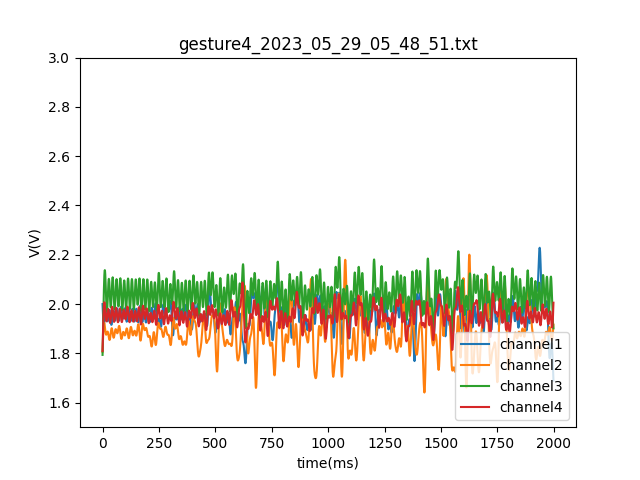 gesture4_2023_05_29_05_48_51.txt
3.0
2.8
2.6
2.4
2.2
2.0
1.8
1.6
V(V)
channel1
channel2
channel3
channel4
0 250 500 750 1000 1250 1500 1750 2000
time(ms)